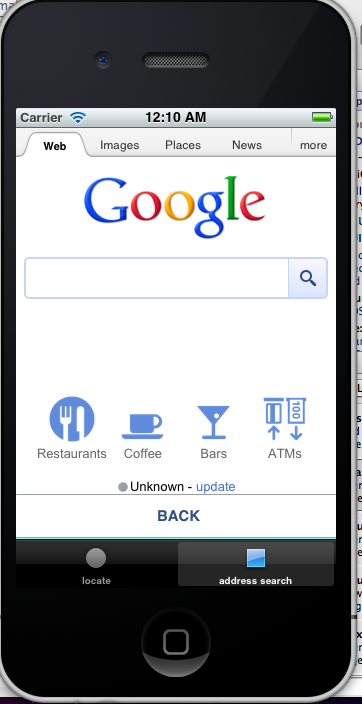 Carrier 12:10 AM
Web Images Places News more
Google
Restaurants Coffee Bars ATMs
Unknown - update
BACK
locate address search